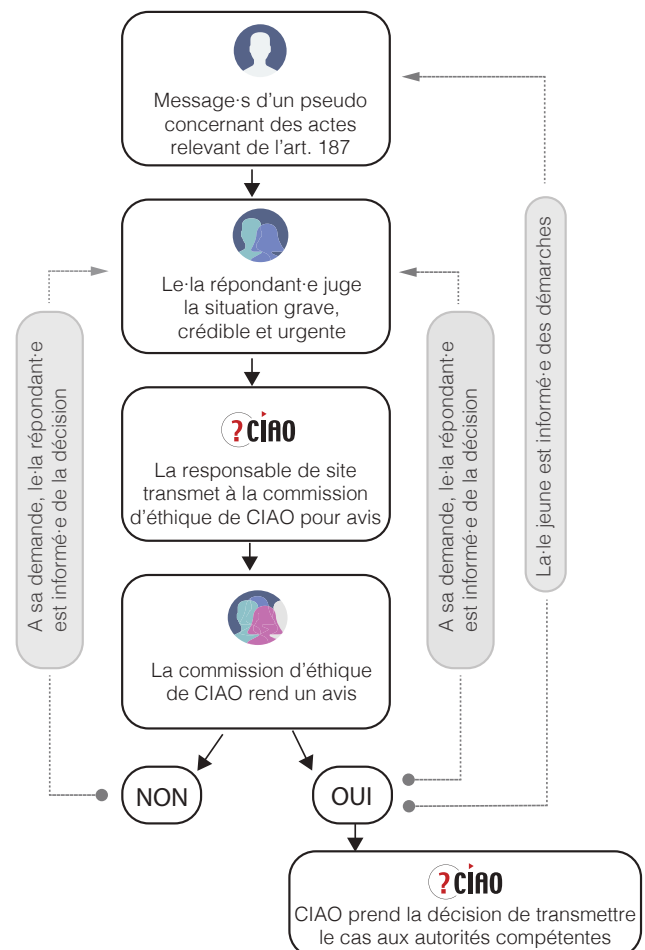 Message·s d'un pseudo
concernant des actes
relevant de l'art. 187
Le·la répondant·e juge
la situation grave,
crédible et urgente
?CIAO
La responsable de site
transmet à la commission
d'éthique de CIAO pour avis
La commission d'éthique
de CIAO rend un avis
NON
OUI
?CIAO
CIAO prend la décision de transmettre
le cas aux autorités compétentes
A sa demande, le·la répondant·e
est informé·e de la décision
A sa demande, le·la répondant·e
est informé·e de la décision
La·le jeune est informé·e des démarches